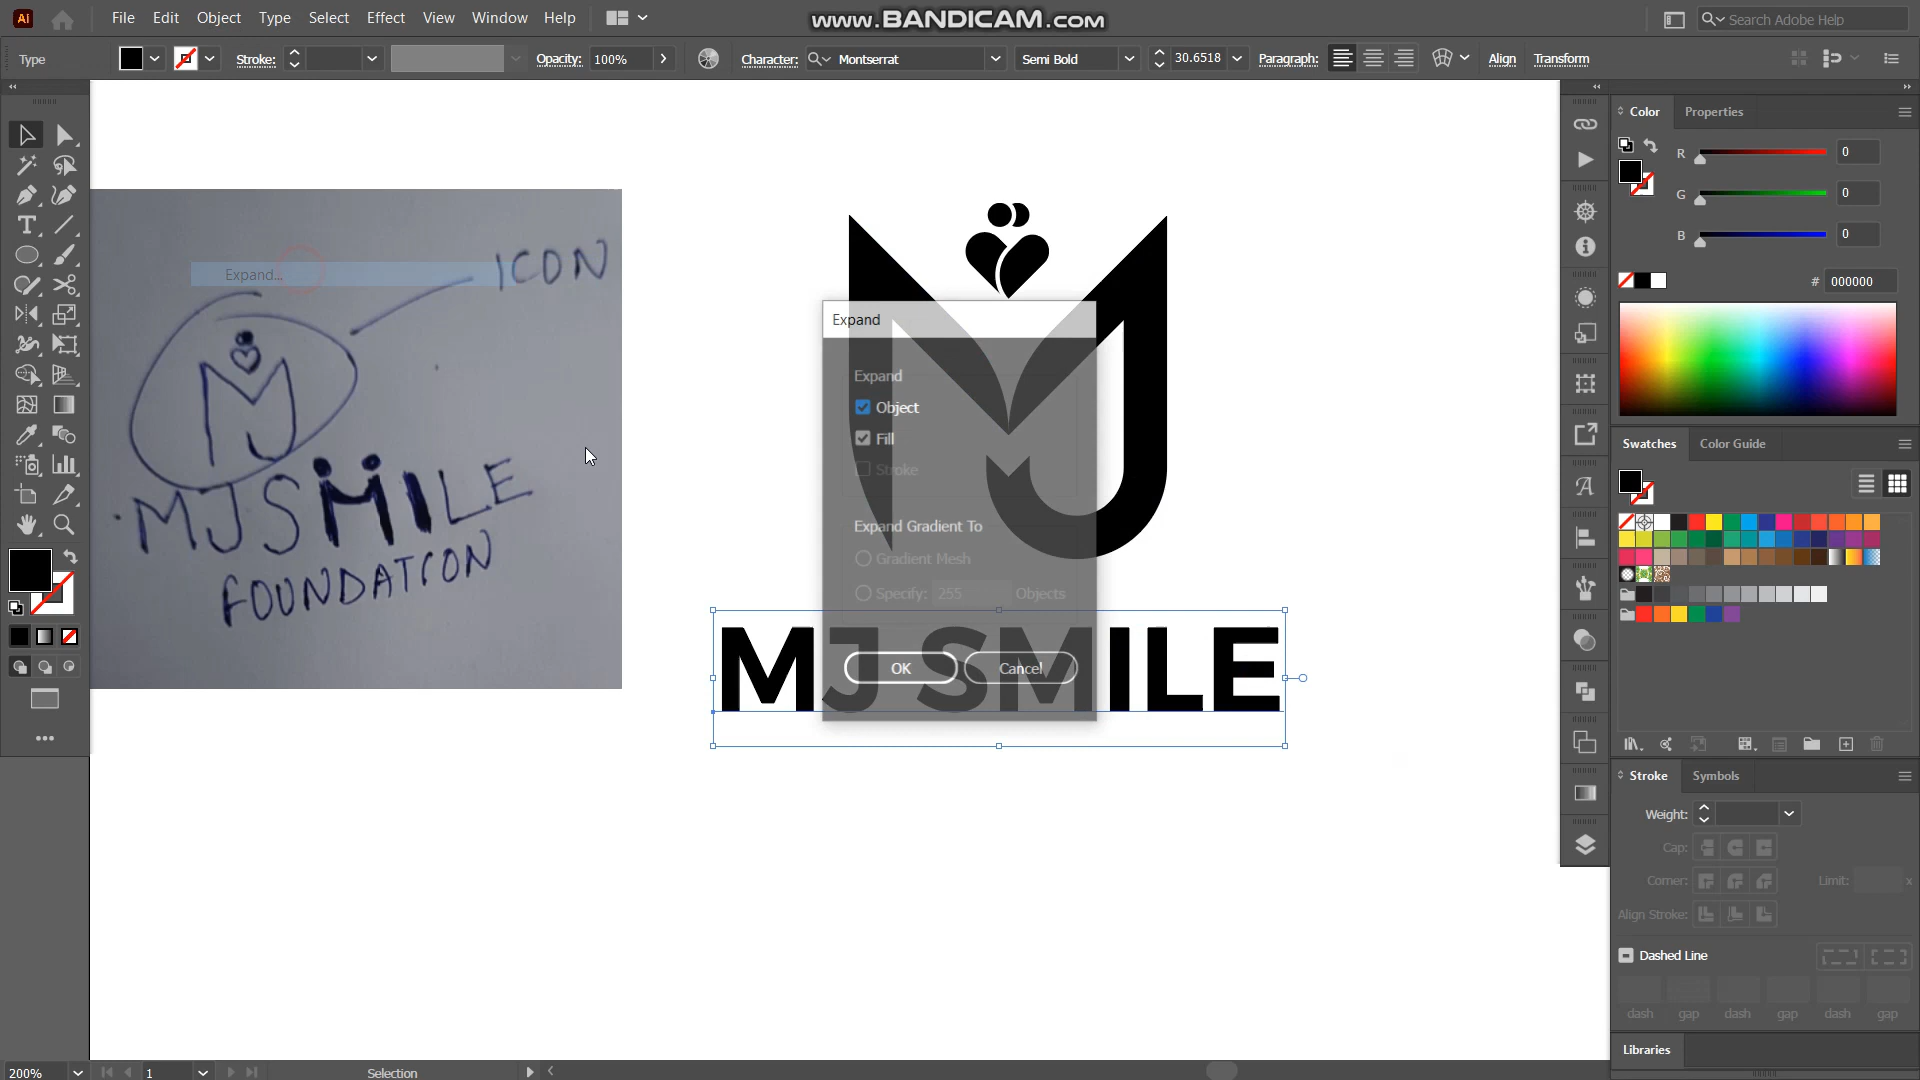 Ai File Edit Object Type Select Effect View Window Help
www.BANDICAM.com
Search Adobe Help
Type
Stroke:
Opacity: 100%
Character: Montserrat
Semi Bold
30.6518
Paragraph:
Align
Transform
Color Properties
R 0
G 0
B 0
# 000000
ICON
Expand...
MJ
MJSMILE
FOUNDATION
Expand
Expand
Object
Fill
Stroke
Expand Gradient To
Gradient Mesh
Specify: 255 Objects
OK Cancel
MJ SMILE
Swatches Color Guide
Stroke Symbols
Weight:
Cap:
Corner: Limit: x
Align Stroke:
Dashed Line
dash gap dash gap dash gap
Libraries
200% 1 Selection